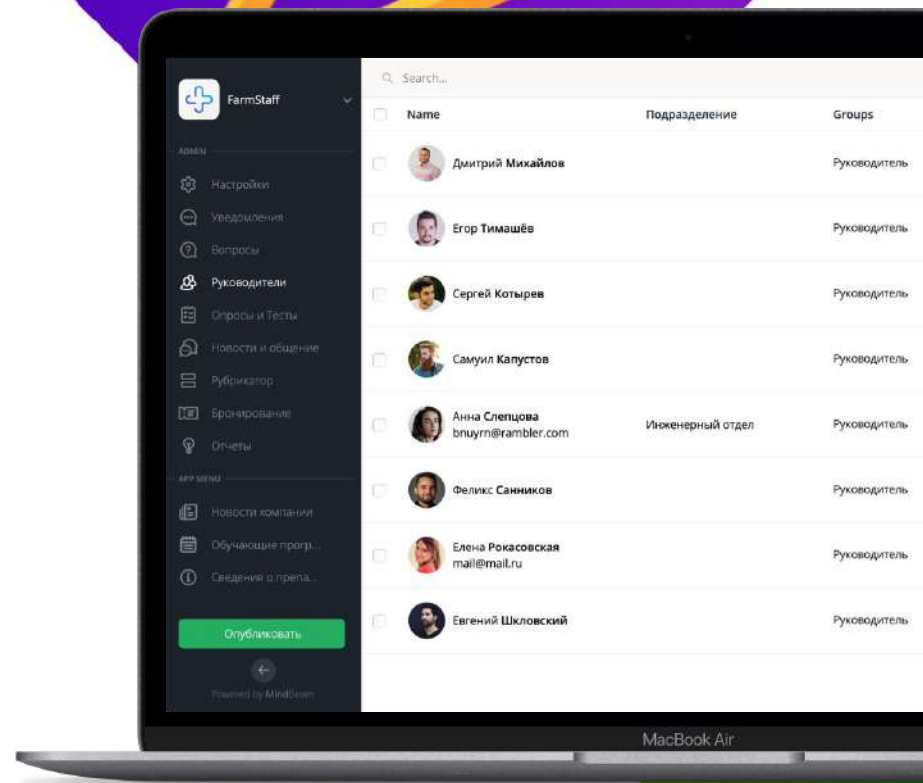 FarmStaff
ADMIN
Настройки
Уведомления
Вопросы
Руководители
Опросы и Тесты
Новости и общение
Рубрикатор
Бронирование
Отчеты
APP MENU
Новости компании
Обучающие прогр...
Сведения о препа...
Опубликовать
Powered by MindBeam
Search...
Name Подразделение Groups
Дмитрий Михайлов Руководитель
Егор Тимашёв Руководитель
Сергей Котырев Руководитель
Самуил Капустов Руководитель
Анна Слепцова
bnuyrn@rambler.com Инженерный отдел Руководитель
Феликс Санников Руководитель
Елена Рокасовская
mail@mail.ru Руководитель
Евгений Шкловский Руководитель
MacBook Air